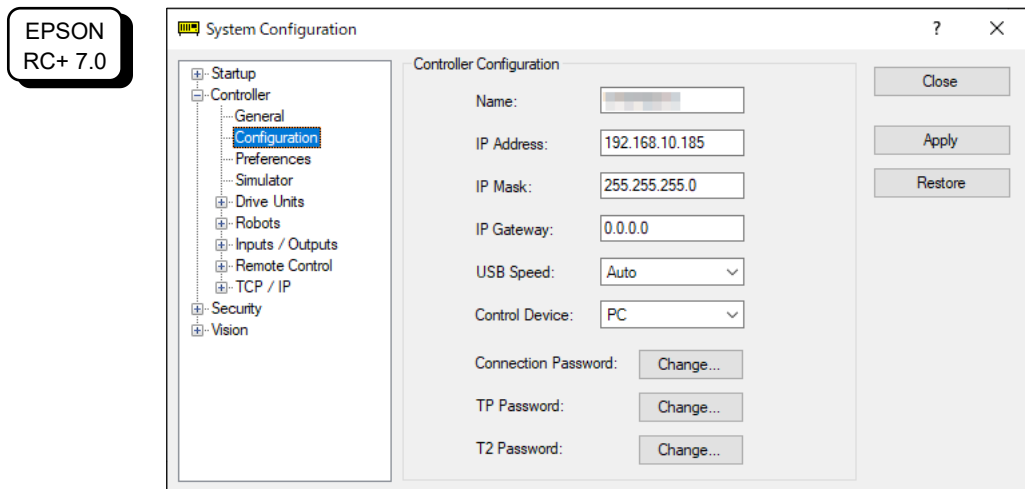 EPSON
RC+ 7.0
System Configuration
?
Startup
Controller
General
Configuration
Preferences
Simulator
Drive Units
Robots
Inputs / Outputs
Remote Control
TCP / IP
Security
Vision
Controller Configuration
Name:
IP Address: 192.168.10.185
IP Mask: 255.255.255.0
IP Gateway: 0.0.0.0
USB Speed: Auto
Control Device: PC
Connection Password: Change...
TP Password: Change...
T2 Password: Change...
Close
Apply
Restore